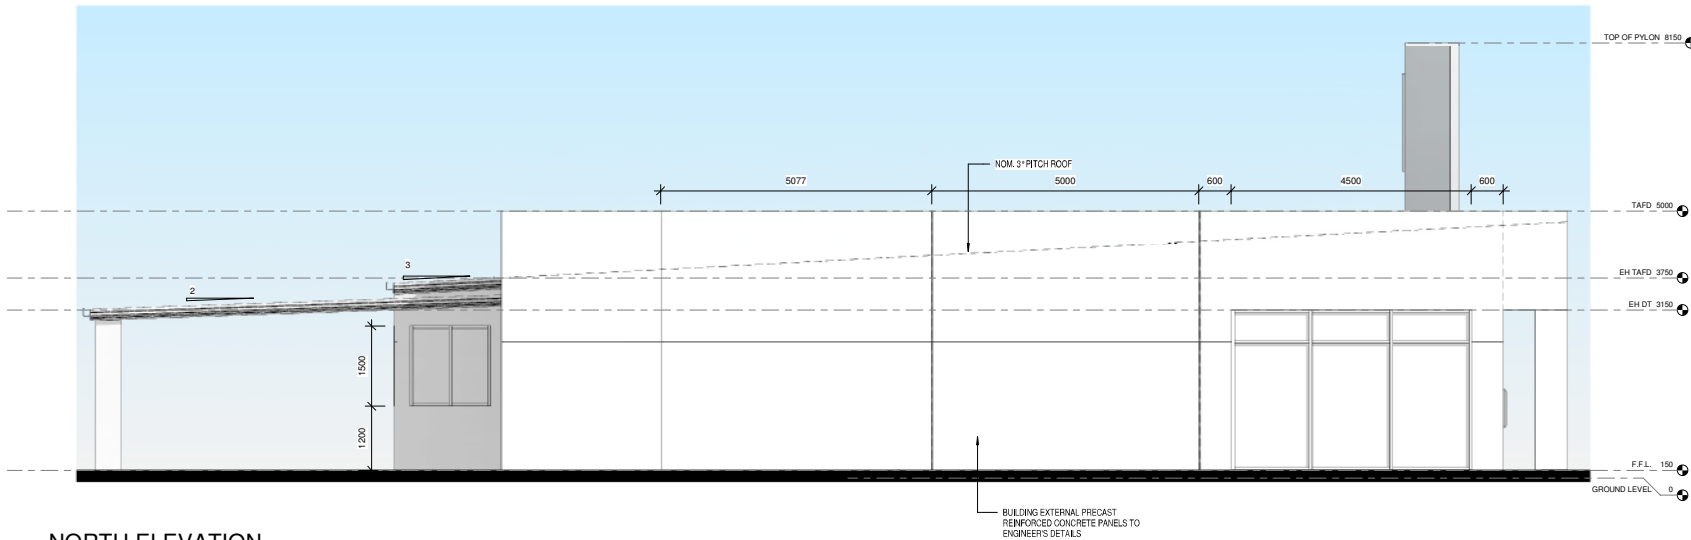 TOP OF PYLON 8150
NOM. 3° PITCH ROOF
5077
5000
600
4500
600
TAFD 5000
3
EH TAFD 3750
2
EH DT 3150
1500
1200
F.F.L. 150
GROUND LEVEL 0
BUILDING EXTERNAL PRECAST
REINFORCED CONCRETE PANELS TO
ENGINEER'S DETAILS
NORTH ELEVATION